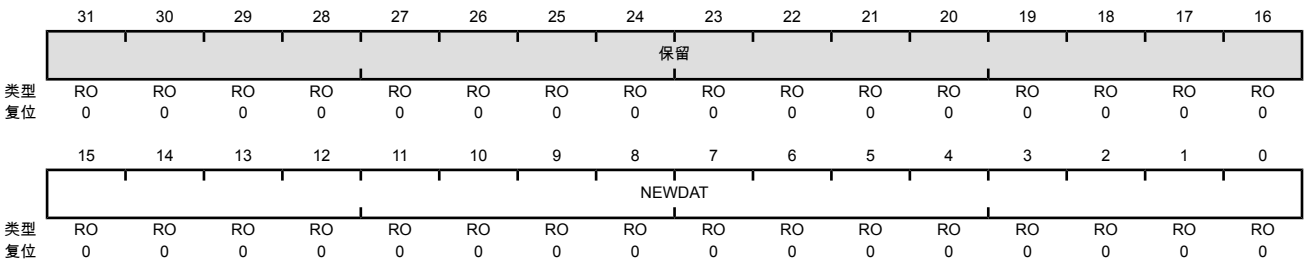 31 30 29 28 27 26 25 24 23 22 21 20 19 18 17 16
保留
类型 RO RO RO RO RO RO RO RO RO RO RO RO RO RO RO RO
复位 0 0 0 0 0 0 0 0 0 0 0 0 0 0 0 0
15 14 13 12 11 10 9 8 7 6 5 4 3 2 1 0
NEWDAT
类型 RO RO RO RO RO RO RO RO RO RO RO RO RO RO RO RO
复位 0 0 0 0 0 0 0 0 0 0 0 0 0 0 0 0